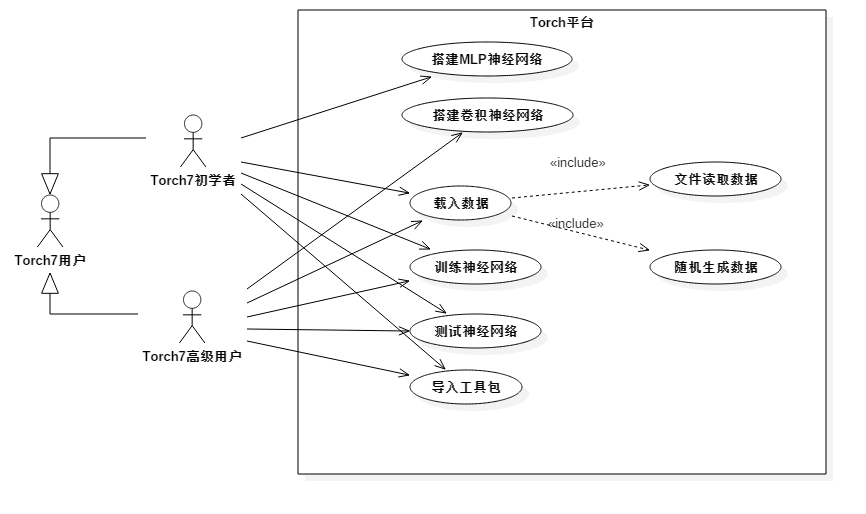 Torch平台
搭建MLP神经网络
搭建卷积神经网络
Torch7初学者
«include»
文件读取数据
载入数据
«include»
Torch7用户
训练神经网络
随机生成数据
测试神经网络
Torch7高级用户
导入工具包